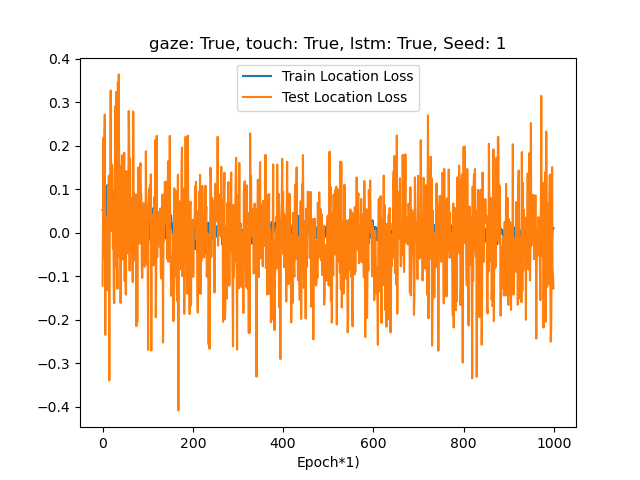 gaze: True, touch: True, lstm: True, Seed: 1
Train Location Loss
Test Location Loss
0.4
0.3
0.2
0.1
0.0
−0.1
−0.2
−0.3
−0.4
0 200 400 600 800 1000
Epoch*1)